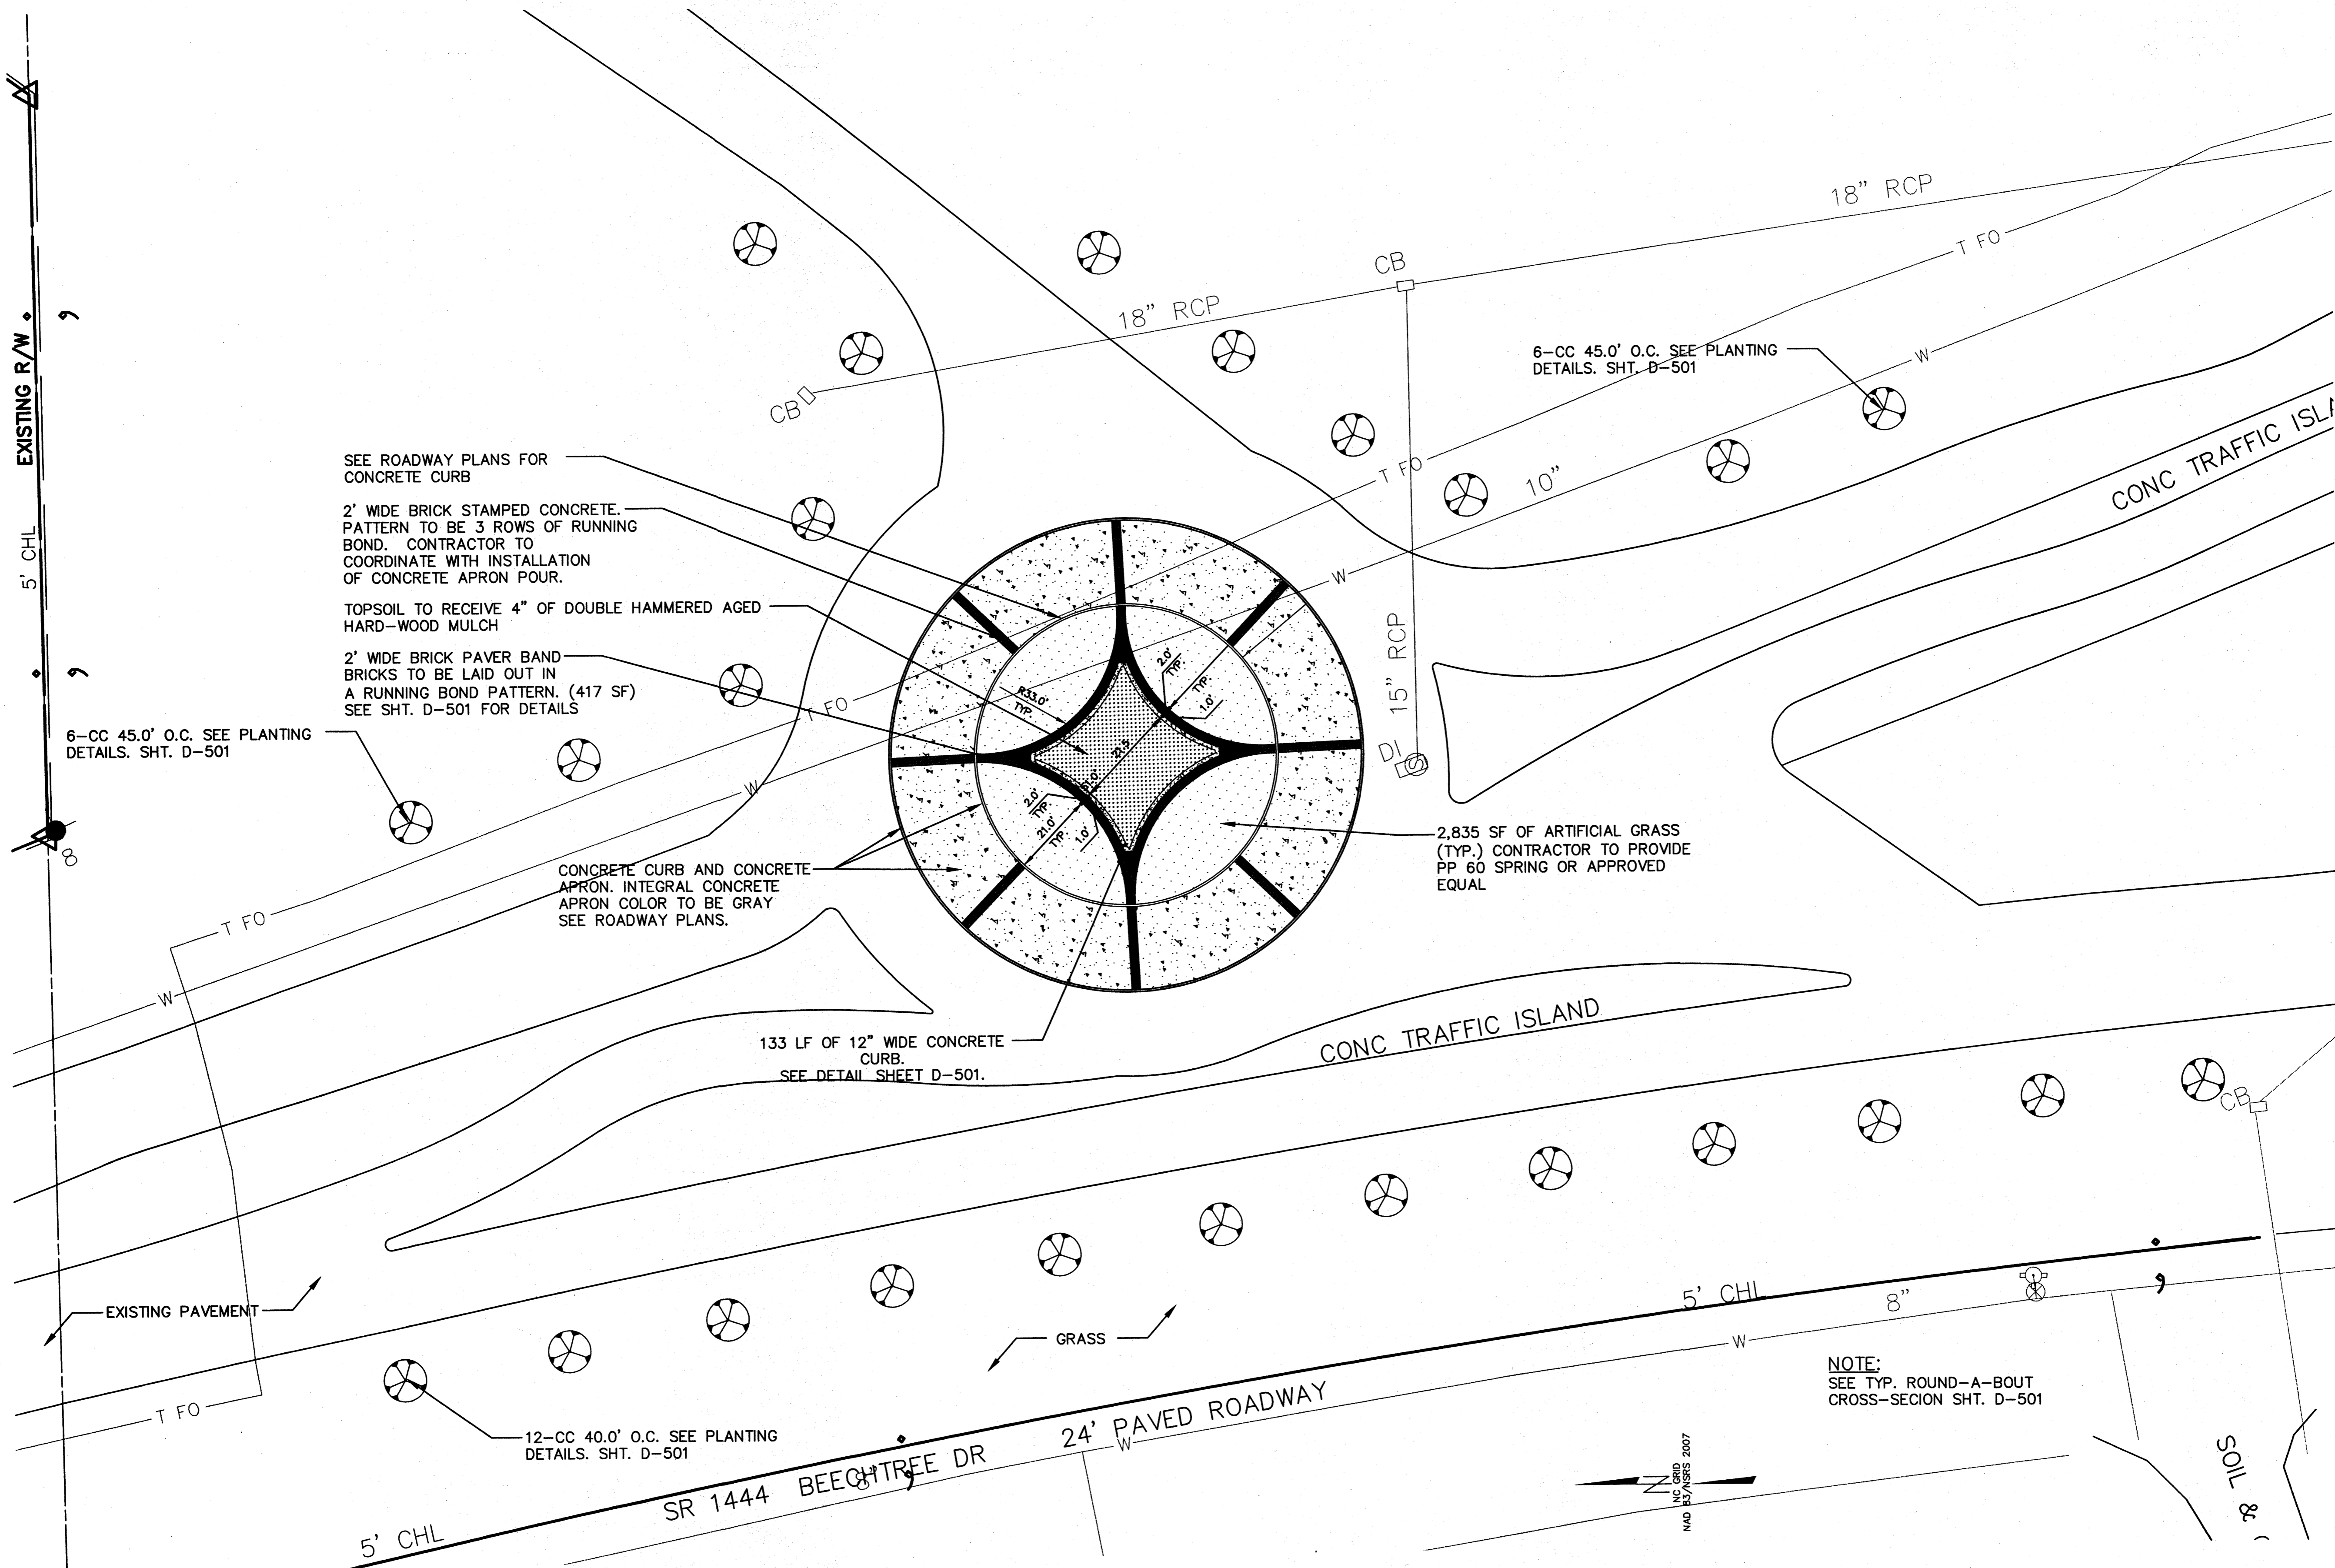 18" RCP
T FO
CB
18" RCP
EXISTING R/W
6-CC 45.0' O.C. SEE PLANTING
DETAILS. SHT. D-501
W
CB
CONC TRAFFIC ISLA
SEE ROADWAY PLANS FOR
CONCRETE CURB
T FO
10"
2' WIDE BRICK STAMPED CONCRETE.
PATTERN TO BE 3 ROWS OF RUNNING
BOND. CONTRACTOR TO
COORDINATE WITH INSTALLATION
OF CONCRETE APRON POUR.
5' CHL
W
TOPSOIL TO RECEIVE 4" OF DOUBLE HAMMERED AGED
HARD-WOOD MULCH
15" RCP
2' WIDE BRICK PAVER BAND
BRICKS TO BE LAID OUT IN
A RUNNING BOND PATTERN. (417 SF)
SEE SHT. D-501 FOR DETAILS
2.0'
TYP.
TYP.
1.0'
R33.0'
TYP.
T FO
6-CC 45.0' O.C. SEE PLANTING
DETAILS. SHT. D-501
21.5'
DI
S
W
2.0'
TYP.
21.0'
TYP.
1.0'
8
2,835 SF OF ARTIFICIAL GRASS
(TYP.) CONTRACTOR TO PROVIDE
PP 60 SPRING OR APPROVED
EQUAL
CONCRETE CURB AND CONCRETE
APRON. INTEGRAL CONCRETE
APRON COLOR TO BE GRAY
SEE ROADWAY PLANS.
T FO
W
133 LF OF 12" WIDE CONCRETE
CURB.
SEE DETAIL SHEET D-501.
CONC TRAFFIC ISLAND
CB
EXISTING PAVEMENT
GRASS
5' CHL
8"
W
NOTE:
SEE TYP. ROUND-A-BOUT
CROSS-SECION SHT. D-501
T FO
12-CC 40.0' O.C. SEE PLANTING
DETAILS. SHT. D-501
24' PAVED ROADWAY
W
SR 1444 BEECHTREE DR
8"
5' CHL
N
NC GRID
NAD 83/NSRS 2007
SOIL &